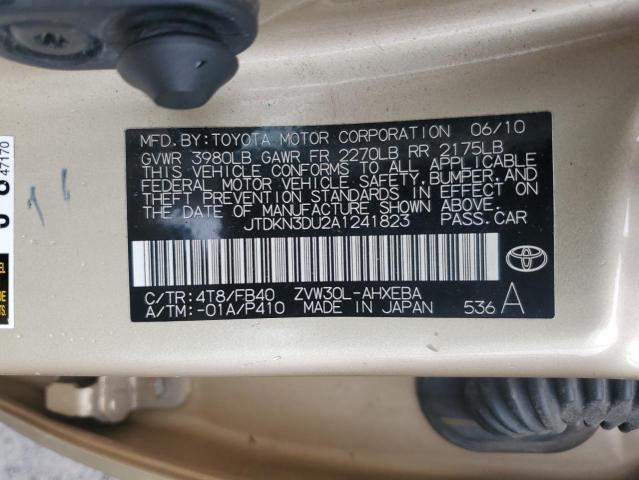 MFD. BY: TOYOTA MOTOR CORPORATION 06/10
GVWR 3980LB GAWR FR 2270LB RR 2175LB
THIS VEHICLE CONFORMS TO ALL APPLICABLE
FEDERAL MOTOR VEHICLE SAFETY, BUMPER, AND
THEFT PREVENTION STANDARDS IN EFFECT ON
THE DATE OF MANUFACTURE SHOWN ABOVE.
JTDKN3DU2A1241823 PASS. CAR
C/TR: 4T8/FB40 ZVW30L-AHXEBA
A/TM: -01A/P410 MADE IN JAPAN 536 A
47170